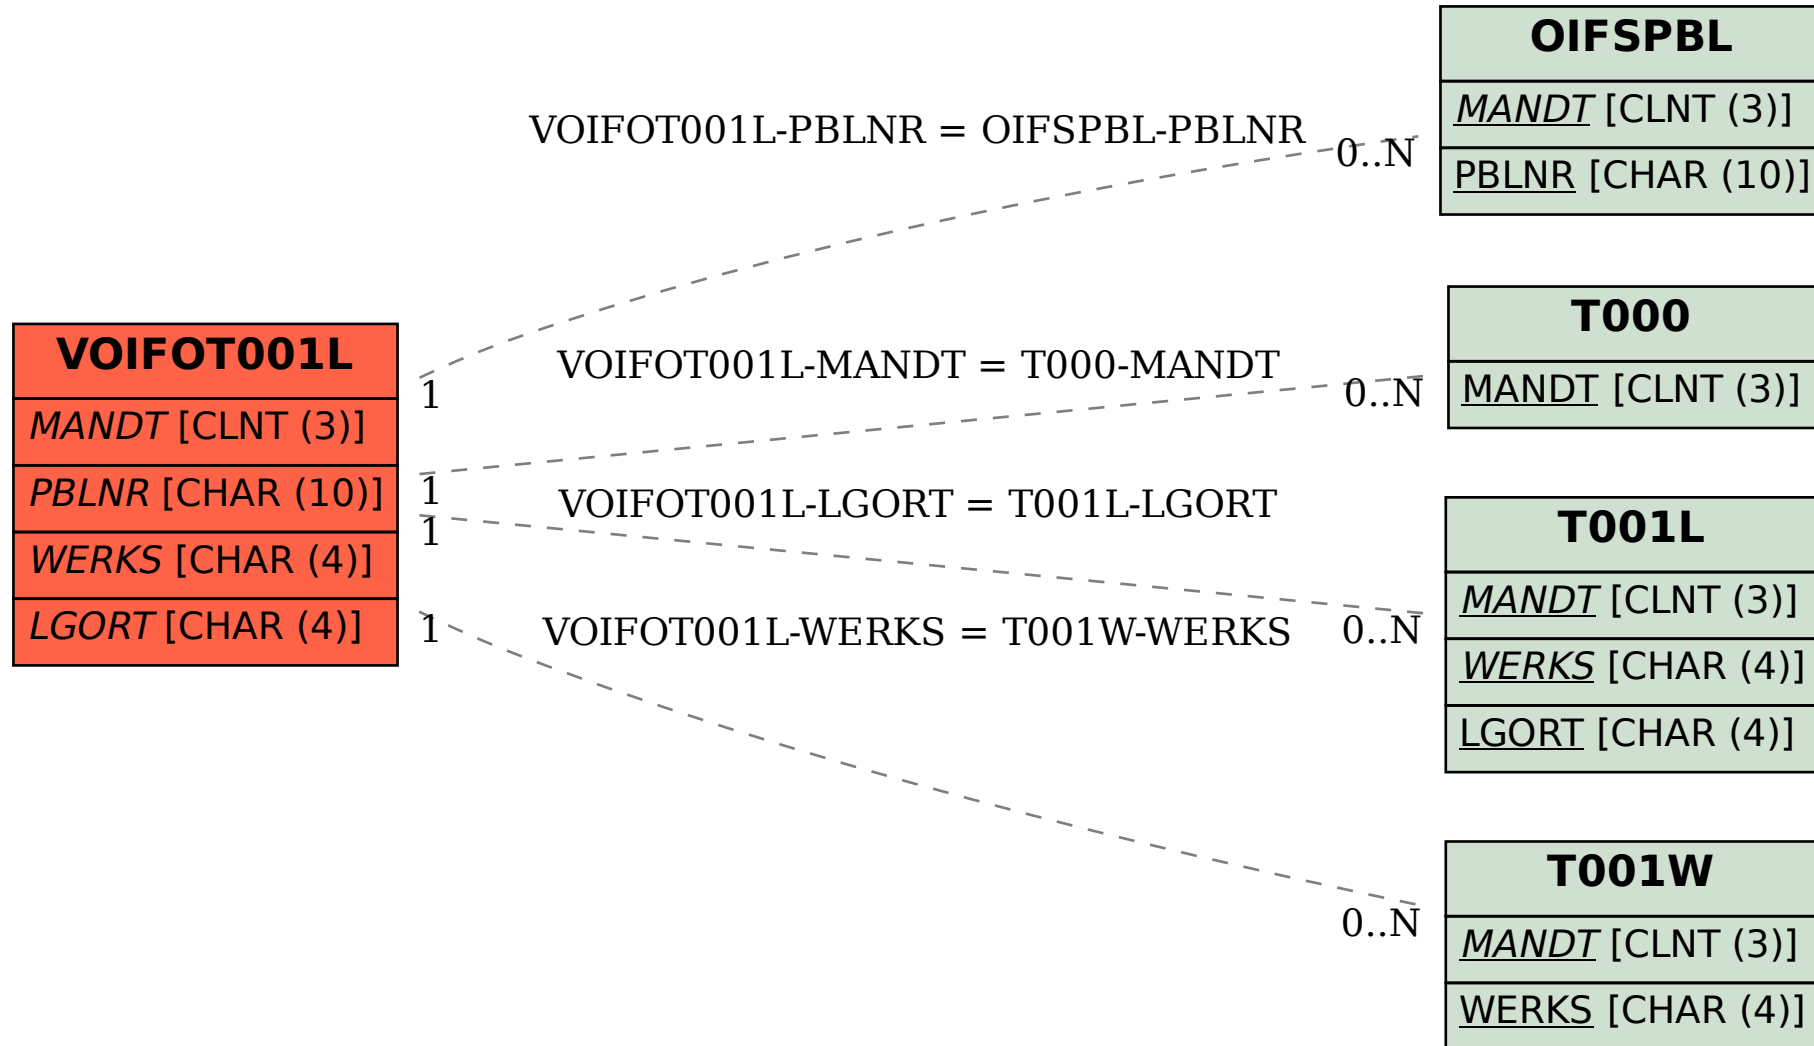 OIFSPBL
MANDT [CLNT (3)]
PBLNR [CHAR (10)]
VOIFOT001L-PBLNR = OIFSPBL-PBLNR
0..N
T000
MANDT [CLNT (3)]
VOIFOT001L
MANDT [CLNT (3)]
PBLNR [CHAR (10)]
WERKS [CHAR (4)]
LGORT [CHAR (4)]
1
VOIFOT001L-MANDT = T000-MANDT
0..N
1
VOIFOT001L-LGORT = T001L-LGORT
1
T001L
MANDT [CLNT (3)]
WERKS [CHAR (4)]
LGORT [CHAR (4)]
1
VOIFOT001L-WERKS = T001W-WERKS
0..N
T001W
MANDT [CLNT (3)]
WERKS [CHAR (4)]
0..N